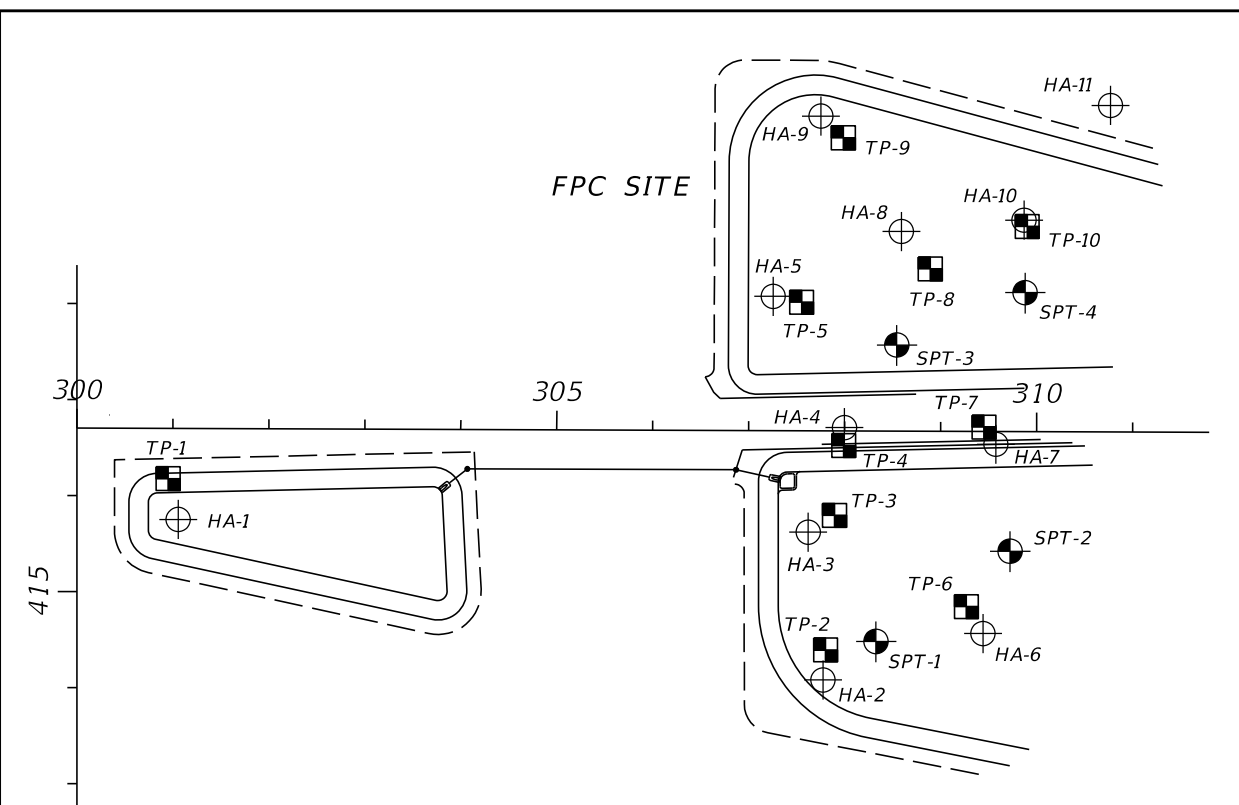 HA-11
HA-9
TP-9
FPC SITE
HA-10
HA-8
TP-10
HA-5
TP-8
SPT-4
TP-5
SPT-3
300
305
310
TP-7
HA-4
TP-1
TP-4
HA-7
TP-3
HA-1
SPT-2
HA-3
TP-6
415
TP-2
HA-6
SPT-1
HA-2